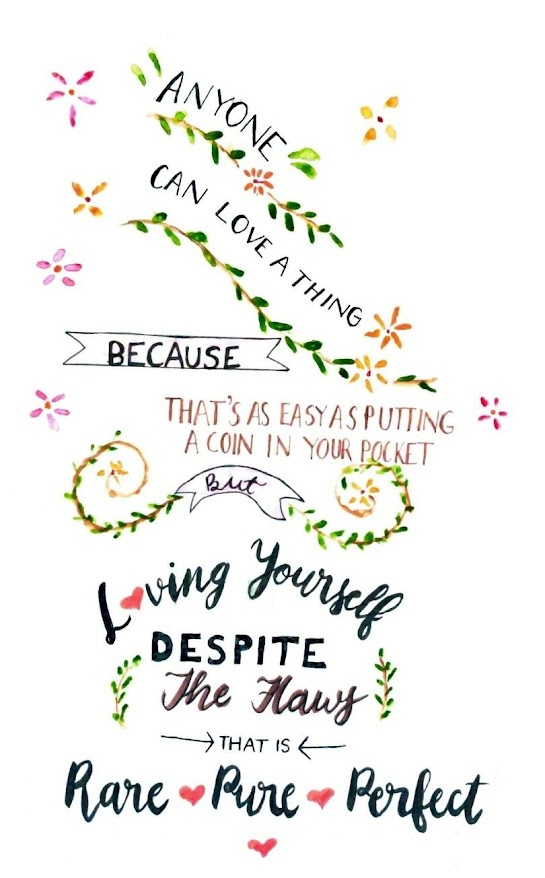 ANYONE
CAN LOVE A THING
BECAUSE
THAT'S AS EASY AS PUTTING
A COIN IN YOUR POCKET
But
Loving Yourself
DESPITE
The Flaws
THAT IS
Rare Pure Perfect